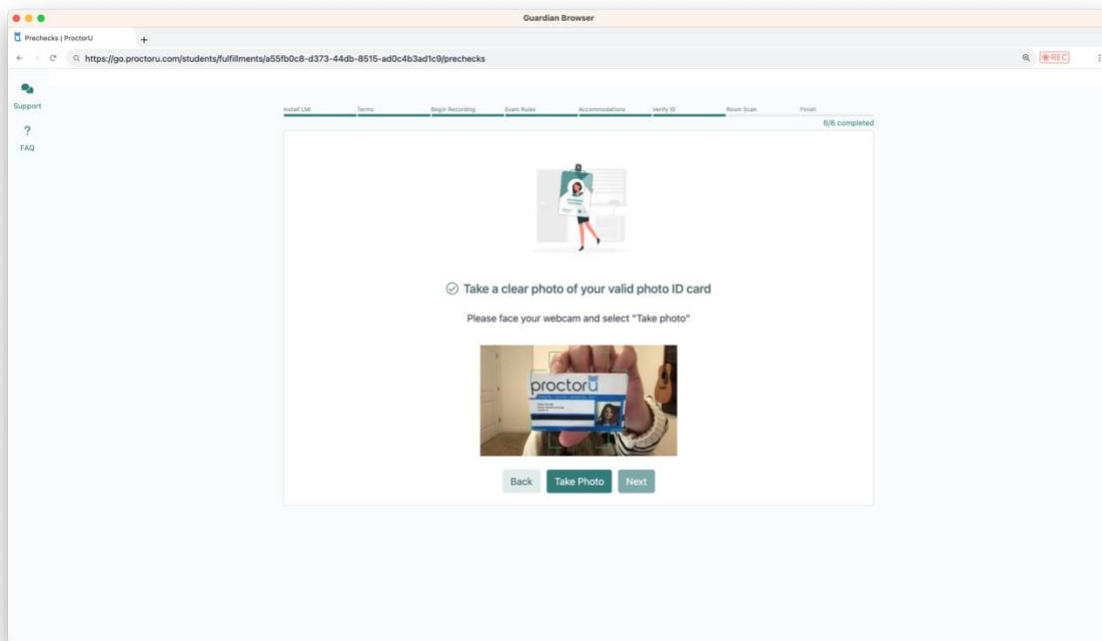 Guardian Browser
Prechecks | ProctorU
https://go.proctoru.com/students/fulfillments/a55fb0c8-d373-44db-8515-ad0c4b3ad1c9/prechecks
REC
Support
?
FAQ
Install LMI Terms Begin Recording Exam Rules Accommodations Verify ID Room Scan Finish
6/8 completed
Take a clear photo of your valid photo ID card
Please face your webcam and select "Take photo"
proctorU
Back Take Photo Next